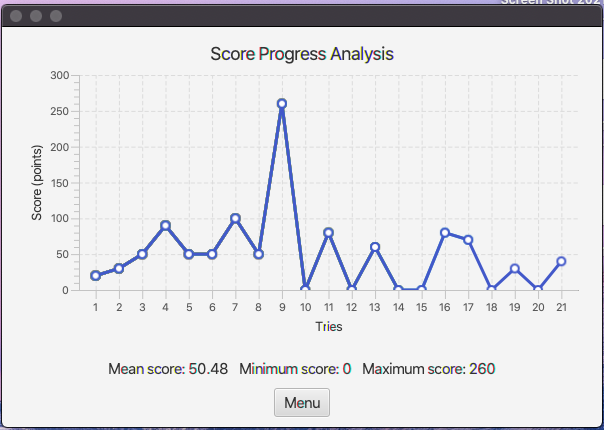 Screen Shot 202
Score Progress Analysis
300
250
200
150
100
50
0
Score (points)
1 2 3 4 5 6 7 8 9 10 11 12 13 14 15 16 17 18 19 20 21
Tries
Mean score: 50.48 Minimum score: 0 Maximum score: 260
Menu